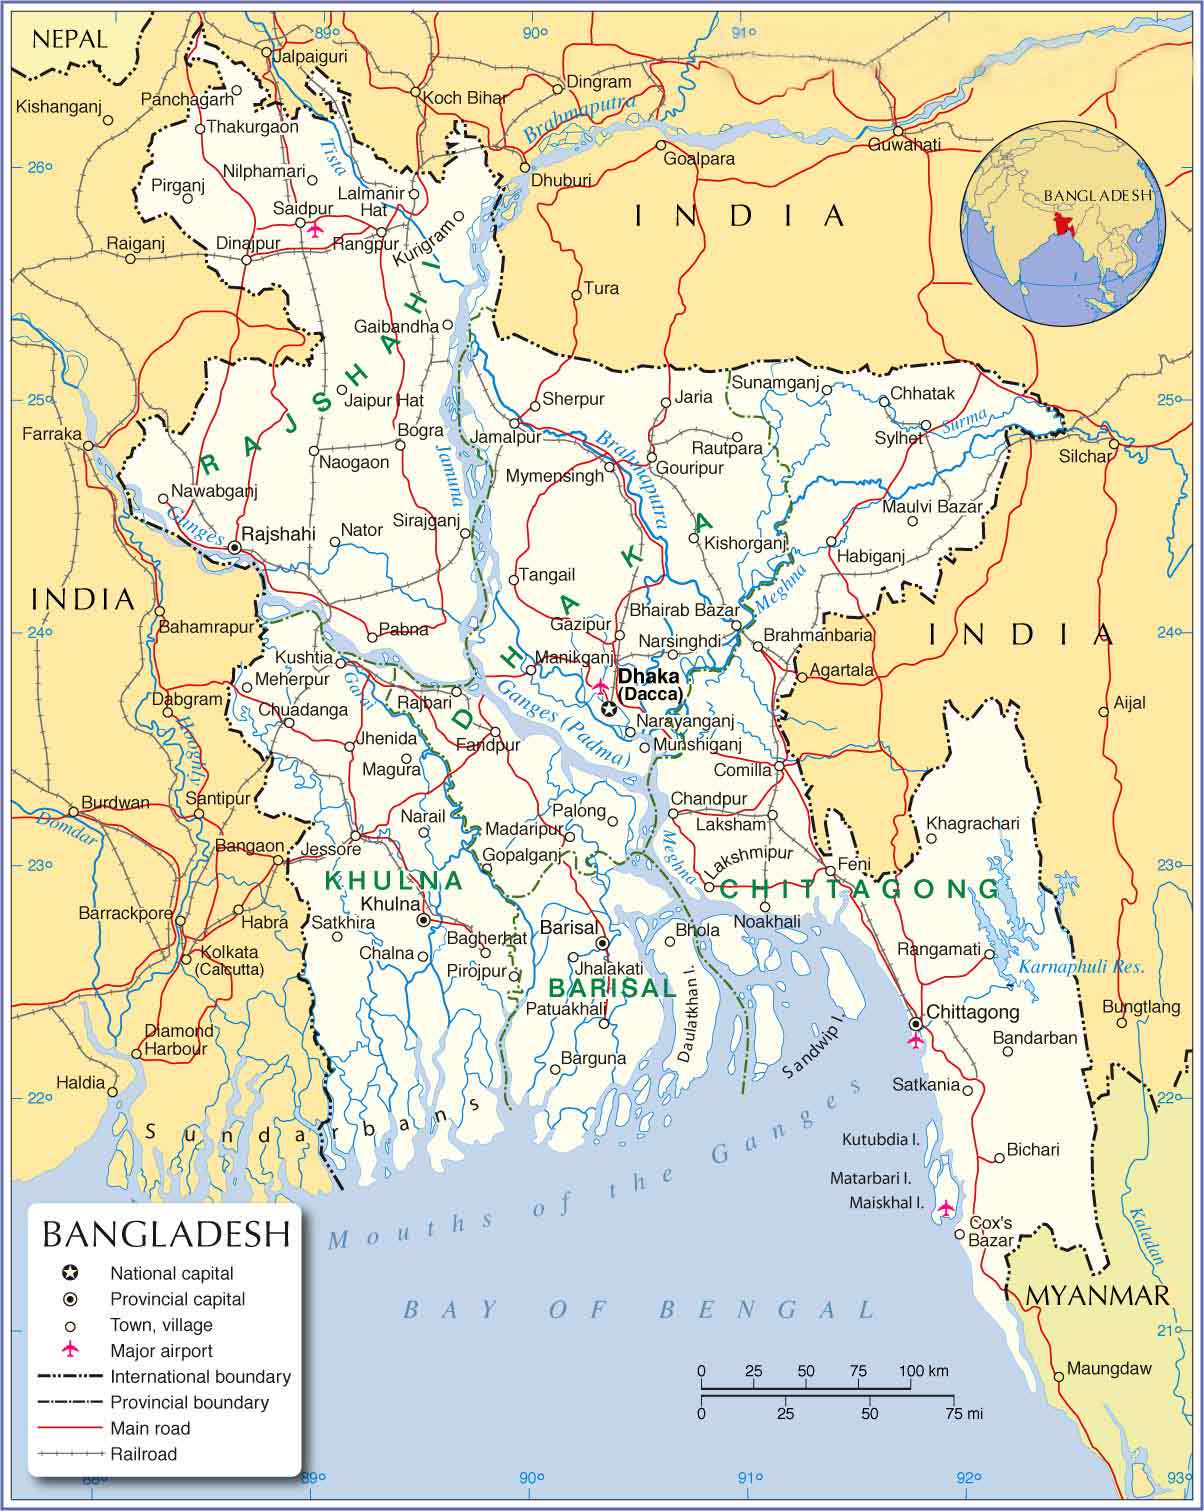 89°
90°
91°
NEPAL
Jalpaiguri
Kishanganj
Panchagarh
Koch Bihar
Dingram
Brahmaputra
Thakurgaon
Tista
Goalpara
Guwahati
26°
Nilphamari
Dhuburi
Pirganj
Lalmanir
Hat
BANGLADESH
Saidpur
INDIA
Raiganj
Dinajpur
Rangpur
Kurigram
Tura
Gaibandha
RAJSHAHI
25°
Jaipur Hat
Sherpur
Jaria
Sunamganj
Chhatak
25°
Farraka
Bogra
Jamalpur
Brahmaputra
Rautpara
Sylhet
Surma
Silchar
Naogaon
Jamuna
Mymensingh
Gouripur
Nawabganj
Maulvi Bazar
Ganges
Rajshahi
Nator
Sirajganj
Kishorganj
Habiganj
DHAKA
Tangail
Meghna
INDIA
Bhairab Bazar
24°
Bahamrapur
Pabna
Gazipur
Narsinghdi
Brahmanbaria
INDIA
24°
Kushtia
Manikganj
Agartala
Meherpur
Gorai
Dhaka
(Dacca)
Dabgram
Rajbari
Ganges (Padma)
Aijal
Chuadanga
Narayanganj
Hooghly
Jhenida
Faridpur
Munshiganj
Magura
Comilla
Burdwan
Santipur
Chandpur
Domdar
Narail
Palong
Laksham
Khagrachari
Madaripur
Bangaon
Jessore
Gopalganj
Meghna
Lakshmipur
Feni
23°
23°
KHULNA
CHITTAGONG
Barrackpore
Habra
Khulna
Satkhira
Noakhali
Barisal
Bhola
Bagherhat
Kolkata
(Calcutta)
Chalna
Rangamati
Pirojpur
Jhalakati
Karnaphuli Res.
BARISAL
Patuakhali
Daulatkhan I.
Chittagong
Bungtlang
Diamond
Harbour
Sandwip I.
Bandarban
Barguna
Haldia
Satkania
22°
22°
Sundarbans
Kutubdia I.
Bichari
Mouths of the Ganges
Matarbari I.
Maiskhal I.
Kaladan
Cox's
Bazar
BANGLADESH
National capital
Provincial capital
Town, village
Major airport
International boundary
Provincial boundary
Main road
Railroad
BAY OF BENGAL
MYANMAR
21°
Maungdaw
0 25 50 75 100 km
0 25 50 75 mi
88°
89°
90°
91°
92°
93°